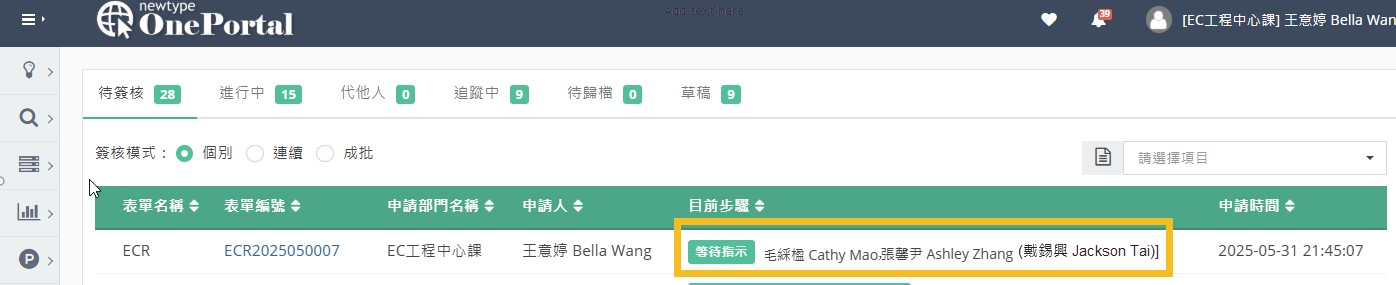 newtype
OnePortal
Add text here
39
[EC工程中心課] 王意婷 Bella Wan
待簽核 28 進行中 15 代他人 0 追蹤中 9 待歸檔 0 草稿 9
簽核模式： 個別 連續 成批
請選擇項目
表單名稱 表單編號 申請部門名稱 申請人 目前步驟 申請時間
ECR ECR2025050007 EC工程中心課 王意婷 Bella Wang 等待指示 毛綵楹 Cathy Mao,張馨尹 Ashley Zhang (戴錫興 Jackson Tai)] 2025-05-31 21:45:07
P